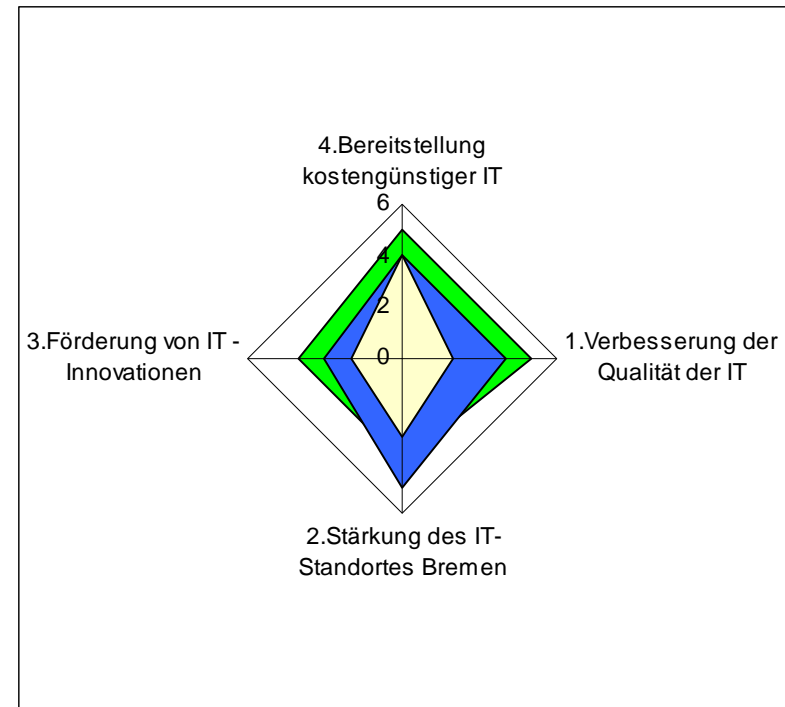 4.Bereitstellung
kostengünstiger IT
6
4
2
0
3.Förderung von IT -
Innovationen
1.Verbesserung der
Qualität der IT
2.Stärkung des IT-
Standortes Bremen